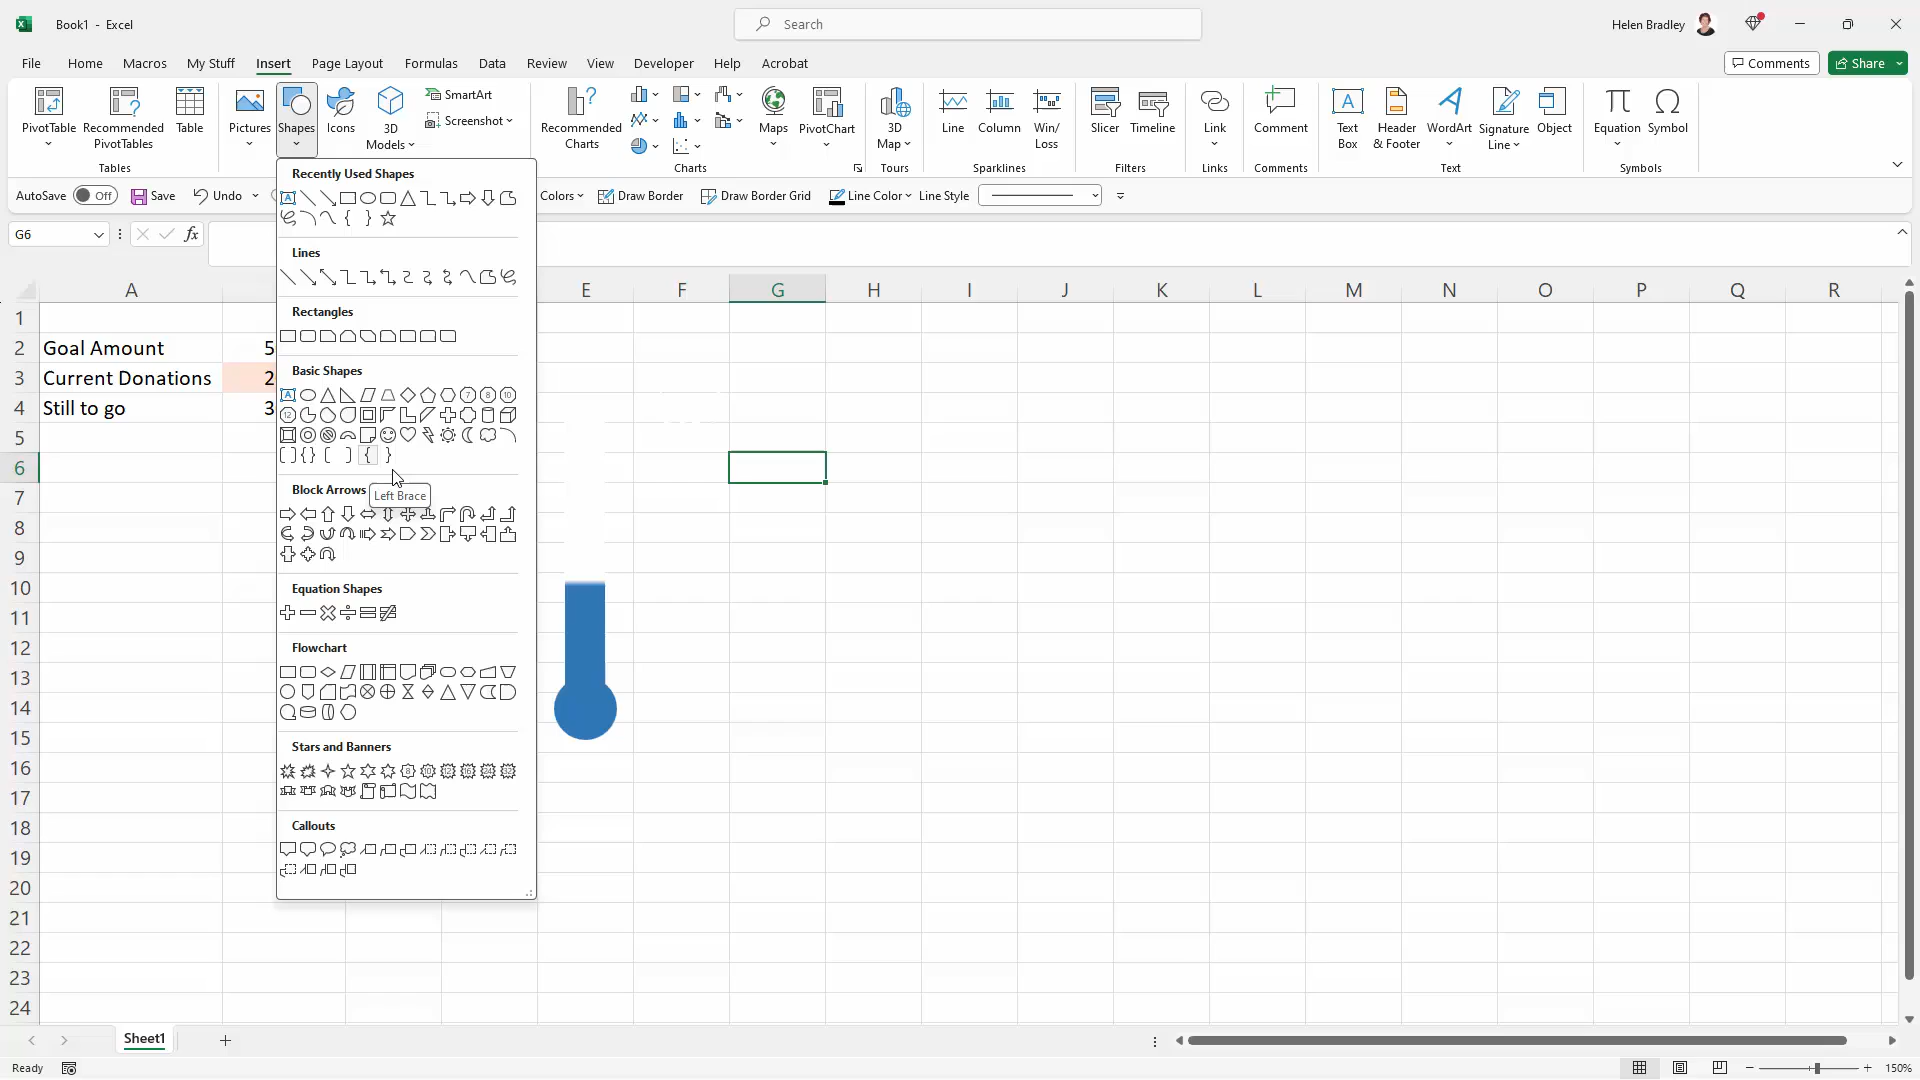 Book1 - Excel
Search
Helen Bradley
File Home Macros My Stuff Insert Page Layout Formulas Data Review View Developer Help Acrobat
Comments Share
PivotTable Recommended PivotTables Table
Pictures Shapes Icons 3D Models SmartArt Screenshot
Recommended Charts Maps PivotChart 3D Map
Line Column Win/Loss Slicer Timeline Link Comment
Text Box Header & Footer WordArt Signature Line Object Equation Symbol
Tables Charts Tours Sparklines Filters Links Comments Text Symbols
AutoSave Off Save Undo Colors Draw Border Draw Border Grid Line Color Line Style
G6 fx
Recently Used Shapes
Lines
Rectangles
Basic Shapes
Block Arrows
Left Brace
Equation Shapes
Flowchart
Stars and Banners
Callouts
A E F G H I J K L M N O P Q R
1
2 Goal Amount 5
3 Current Donations 2
4 Still to go 3
5
6
7
8
9
10
11
12
13
14
15
16
17
18
19
20
21
22
23
24
Sheet1
Ready 150%